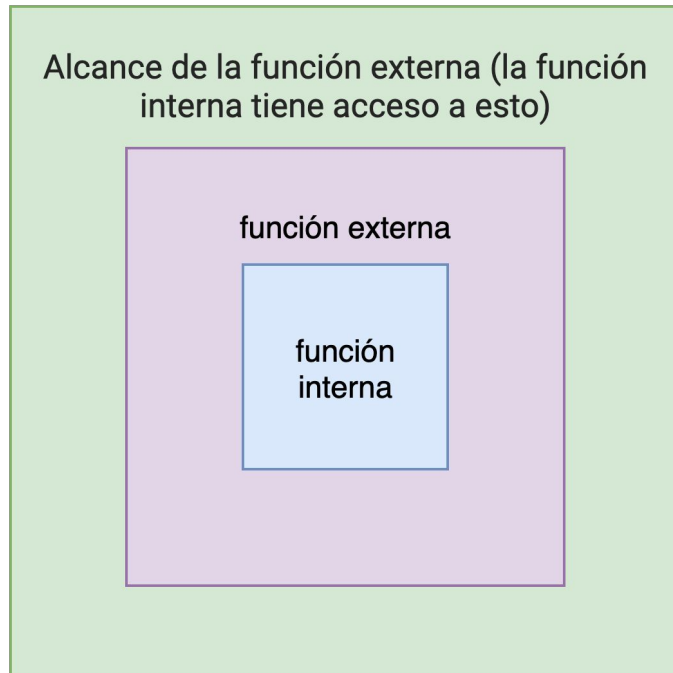 Alcance de la función externa (la función
interna tiene acceso a esto)
función externa
función
interna